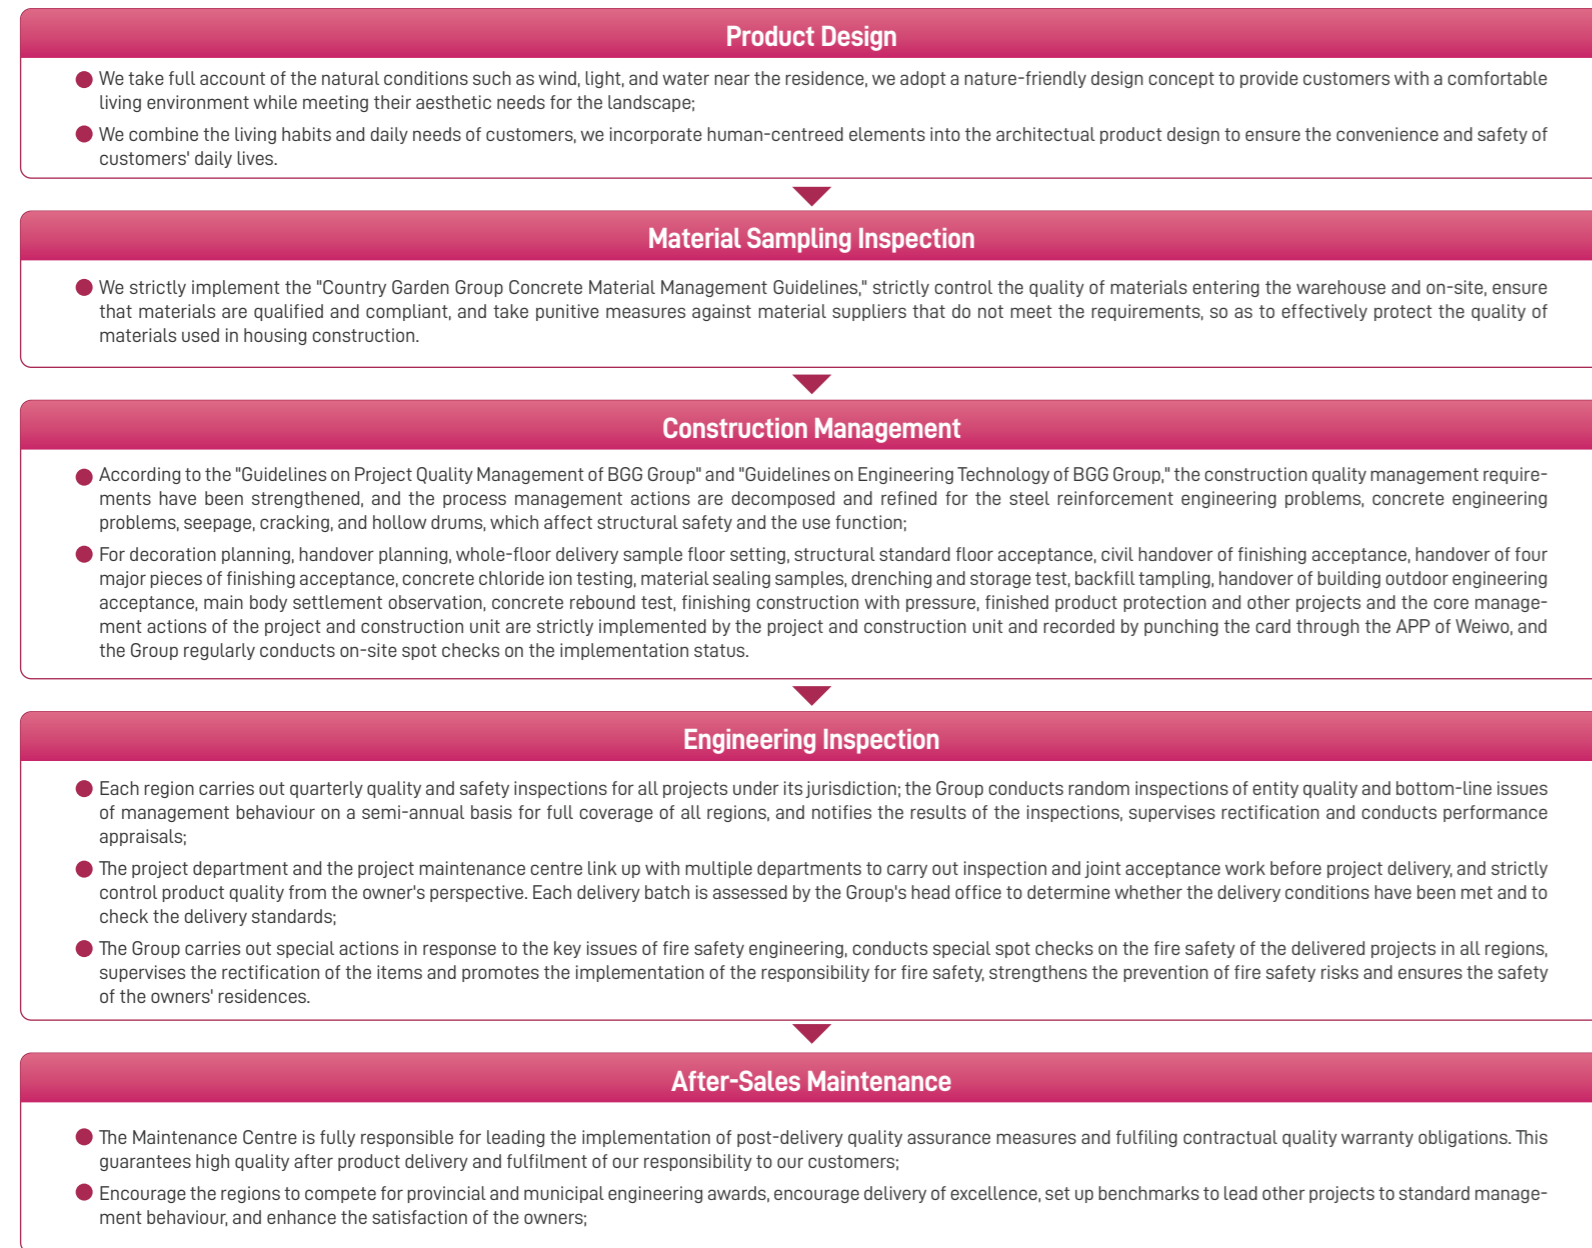 Product Design
We take full account of the natural conditions such as wind, light, and water near the residence, we adopt a nature-friendly design concept to provide customers with a comfortable
living environment while meeting their aesthetic needs for the landscape;
We combine the living habits and daily needs of customers, we incorporate human-centreed elements into the architectual product design to ensure the convenience and safety of
customers' daily lives.
Material Sampling Inspection
We strictly implement the "Country Garden Group Concrete Material Management Guidelines," strictly control the quality of materials entering the warehouse and on-site, ensure
that materials are qualified and compliant, and take punitive measures against material suppliers that do not meet the requirements, so as to effectively protect the quality of
materials used in housing construction.
Construction Management
According to the "Guidelines on Project Quality Management of BGG Group" and "Guidelines on Engineering Technology of BGG Group," the construction quality management require-
ments have been strengthened, and the process management actions are decomposed and refined for the steel reinforcement engineering problems, concrete engineering
problems, seepage, cracking, and hollow drums, which affect structural safety and the use function;
For decoration planning, handover planning, whole-floor delivery sample floor setting, structural standard floor acceptance, civil handover of finishing acceptance, handover of four
major pieces of finishing acceptance, concrete chloride ion testing, material sealing samples, drenching and storage test, backfill tampling, handover of building outdoor engineering
acceptance, main body settlement observation, concrete rebound test, finishing construction with pressure, finished product protection and other projects and the core manage-
ment actions of the project and construction unit are strictly implemented by the project and construction unit and recorded by punching the card through the APP of Weiwo, and
the Group regularly conducts on-site spot checks on the implementation status.
Engineering Inspection
Each region carries out quarterly quality and safety inspections for all projects under its jurisdiction; the Group conducts random inspections of entity quality and bottom-line issues
of management behaviour on a semi-annual basis for full coverage of all regions, and notifies the results of the inspections, supervises rectification and conducts performance
appraisals;
The project department and the project maintenance centre link up with multiple departments to carry out inspection and joint acceptance work before project delivery, and strictly
control product quality from the owner's perspective. Each delivery batch is assessed by the Group's head office to determine whether the delivery conditions have been met and to
check the delivery standards;
The Group carries out special actions in response to the key issues of fire safety engineering, conducts special spot checks on the fire safety of the delivered projects in all regions,
supervises the rectification of the items and promotes the implementation of the responsibility for fire safety, strengthens the prevention of fire safety risks and ensures the safety
of the owners' residences.
After-Sales Maintenance
The Maintenance Centre is fully responsible for leading the implementation of post-delivery quality assurance measures and fulfiling contractual quality warranty obligations. This
guarantees high quality after product delivery and fulfilment of our responsibility to our customers;
Encourage the regions to compete for provincial and municipal engineering awards, encourage delivery of excellence, set up benchmarks to lead other projects to standard manage-
ment behaviour, and enhance the satisfaction of the owners;